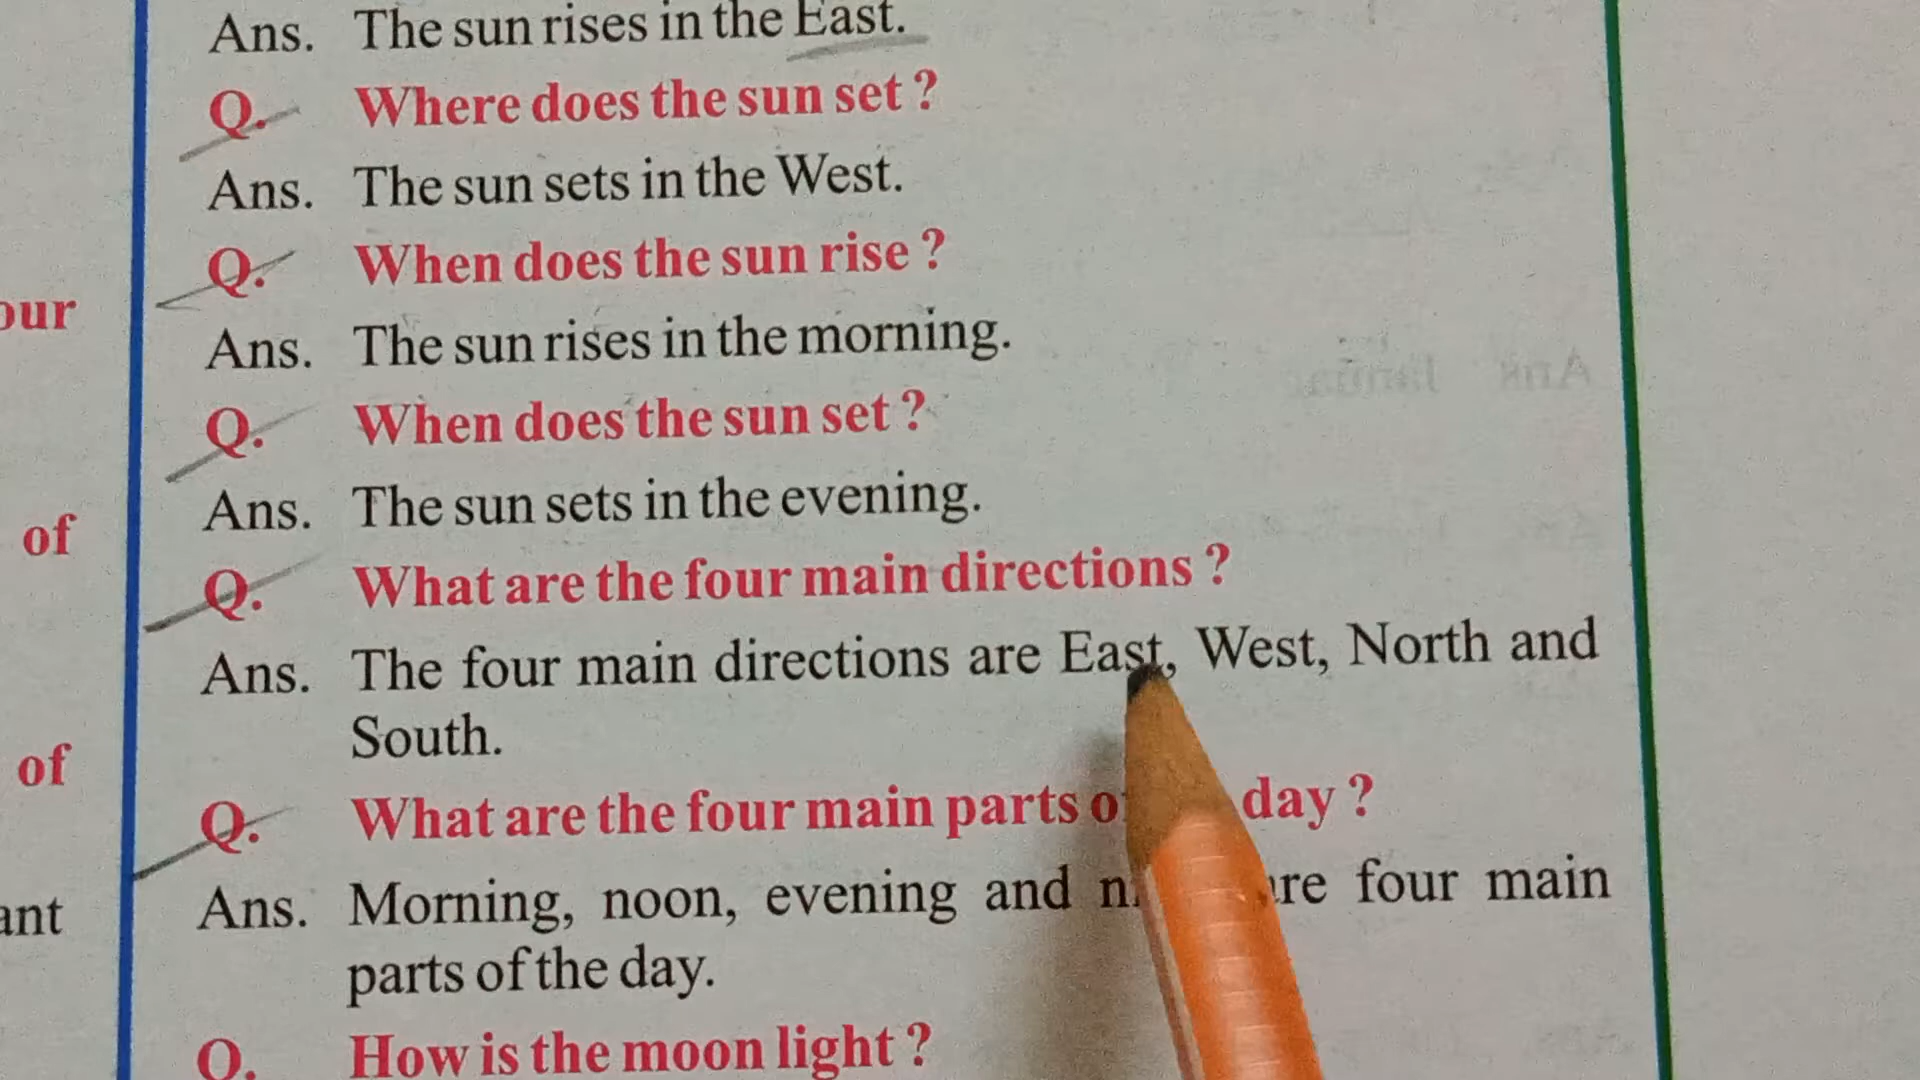 Ans. The sun rises in the East.
Q. Where does the sun set ?
Ans. The sun sets in the West.
Q. When does the sun rise ?
our
Ans. The sun rises in the morning.
Q. When does the sun set ?
Ans. The sun sets in the evening.
of
Q. What are the four main directions ?
Ans. The four main directions are East, West, North and
South.
of
Q. What are the four main parts day ?
Ans. Morning, noon, evening and four main
ant
parts of the day.
Q. How is the moon light ?